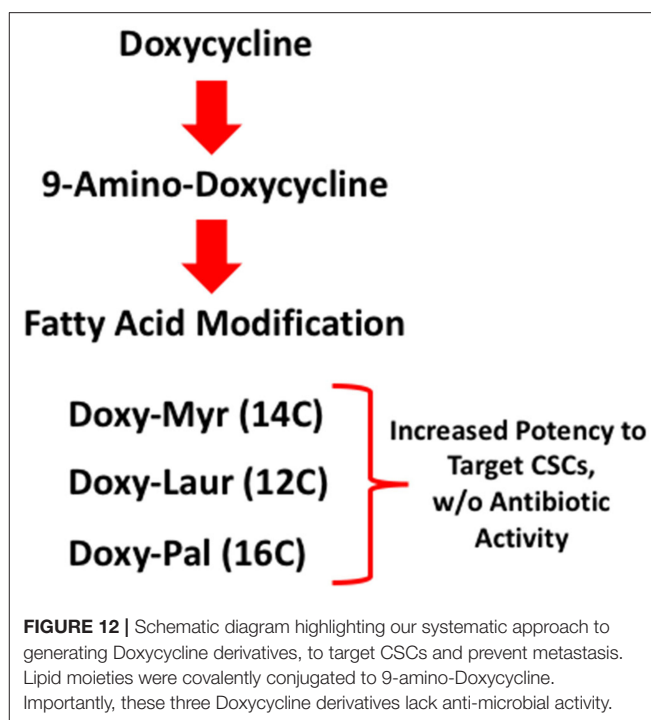 Doxycycline
9-Amino-Doxycycline
Fatty Acid Modification
Doxy-Myr (14C)
Doxy-Laur (12C)
Doxy-Pal (16C)
Increased Potency to
Target CSCs,
w/o Antibiotic
Activity
FIGURE 12 | Schematic diagram highlighting our systematic approach to
generating Doxycycline derivatives, to target CSCs and prevent metastasis.
Lipid moieties were covalently conjugated to 9-amino-Doxycycline.
Importantly, these three Doxycycline derivatives lack anti-microbial activity.